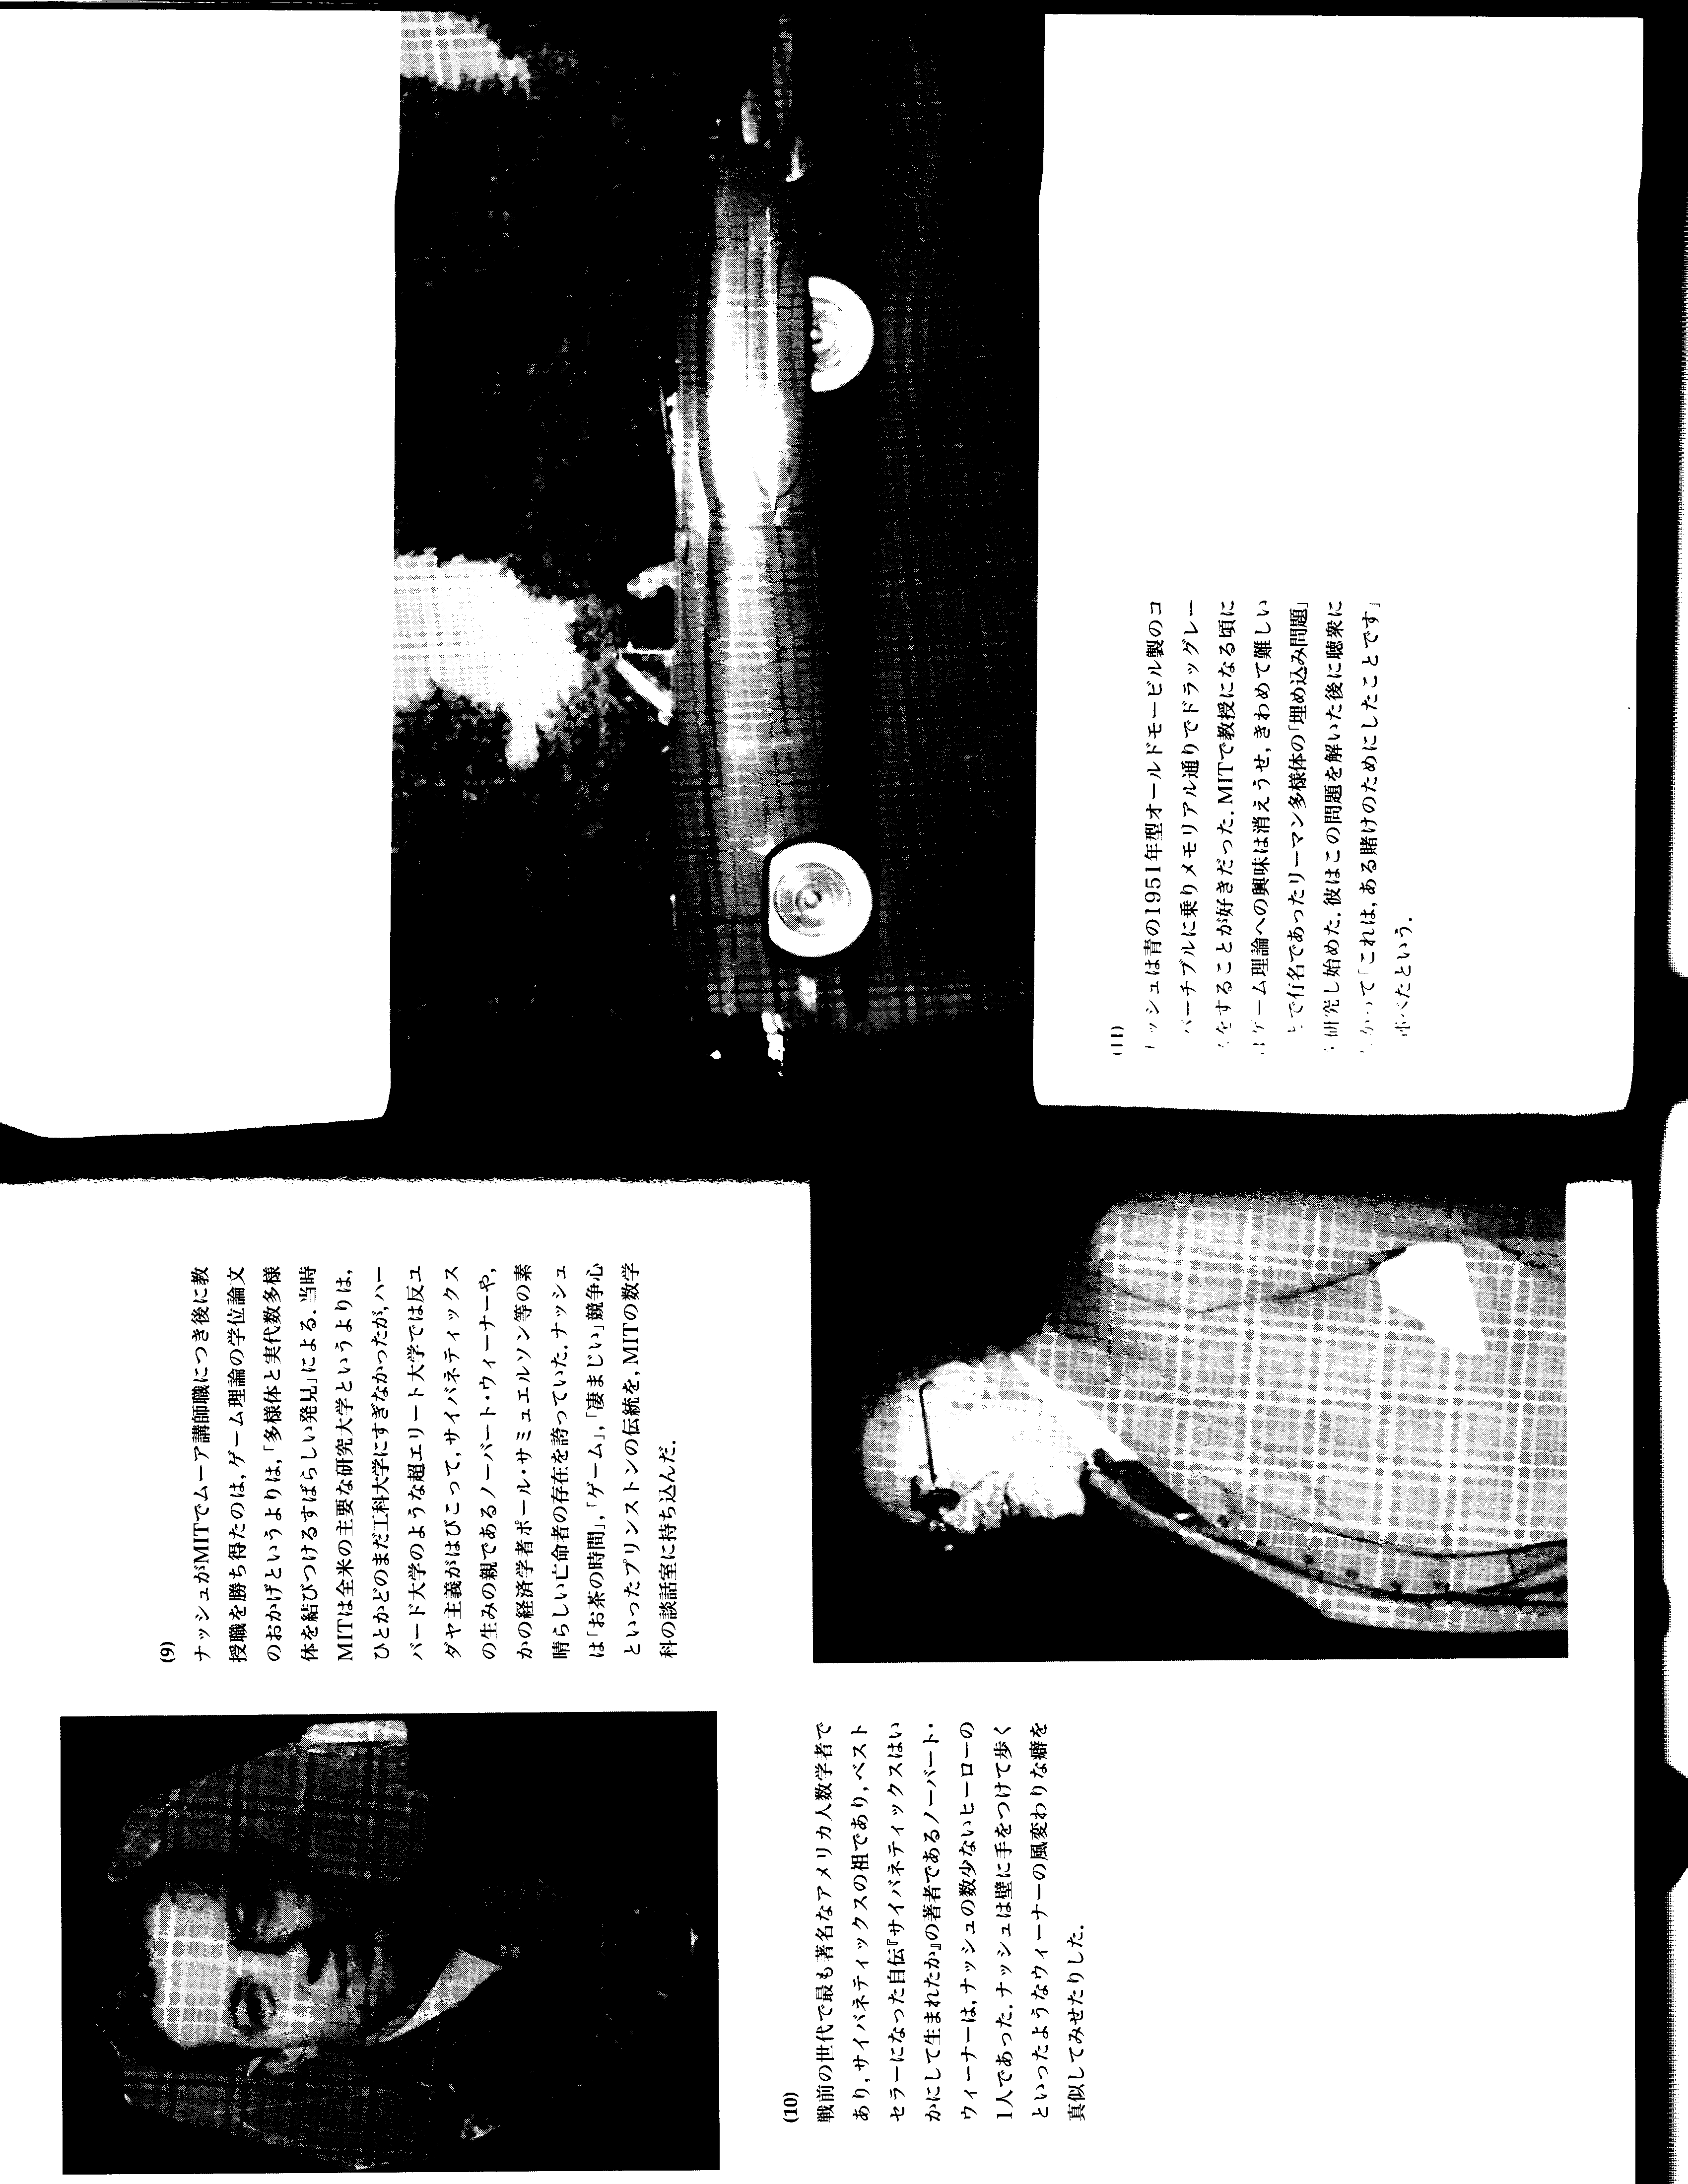 (9)
ナッシュがMITでムーア講師職につき後に教
授職を勝ち得たのは,ゲーム理論の学位論文
のおかげというよりは,「多様体と実代数多様
体を結びつけるすばらしい発見」による.当時
MITは全米の主要な研究大学というよりは,
ひとかどのまだ工科大学にすぎなかったが,ハー
バード大学のような超エリート大学では反ユ
ダヤ主義がはびこって,サイバネティックス
の生みの親であるノーバート・ウィーナーや,
かの経済学者ポール・サミュエルソン等の素
晴らしい亡命者の存在を誇っていた.ナッシュ
は「お茶の時間」,「ゲーム」,「凄まじい」競争心
といったプリンストンの伝統を,MITの数学
科の談話室に持ち込んだ.
(10)
戦前の世代で最も著名なアメリカ人数学者で
あり,サイバネティックスの祖であり,ベスト
セラーになった自伝『サイバネティックスはい
かにして生まれたか』の著者であるノーバート・
ウィーナーは,ナッシュの数少ないヒーローの
1人であった.ナッシュは壁に手をつけて歩く
といったようなウィーナーの風変わりな癖を
真似してみせたりした.
(11)
ッシュは青の1951年型オールドモービル製のコ
バーチブルに乗りメモリアル通りでドラッグレー
をすることが好きだった.MITで教授になる頃に
ゲーム理論への興味は消えうせ,きわめて難しい
とで有名であったリーマン多様体の「埋め込み問題」
研究し始めた.彼はこの問題を解いた後に聴衆に
かって「これは,ある賭けのためにしたことです」
述べたという.